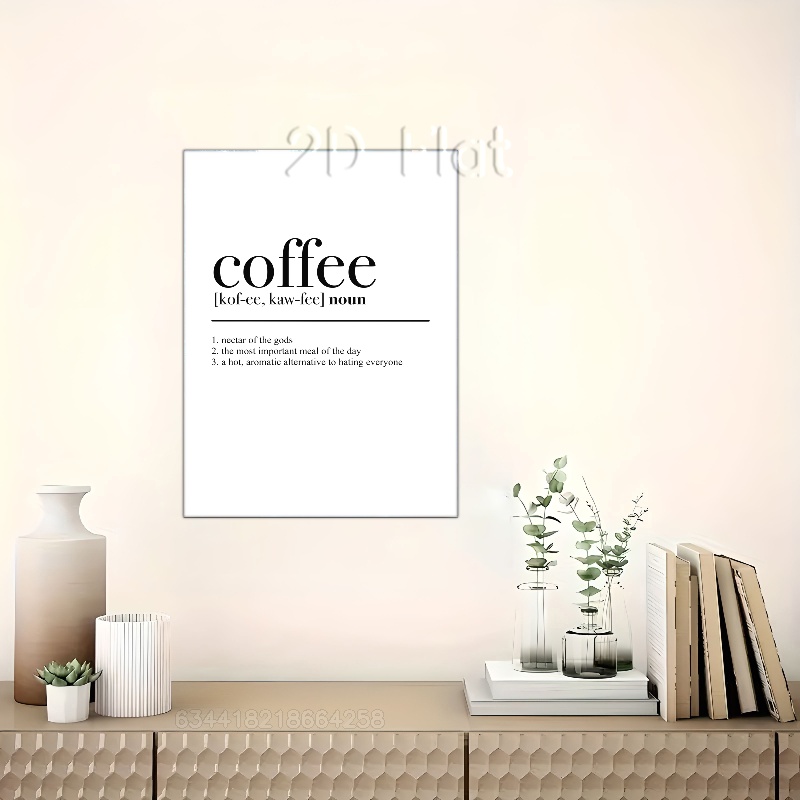 2D Hat
coffee
[kof-ee, kaw-fee] noun
1. nectar of the gods
2. the most important meal of the day
3. a hot, aromatic alternative to hating everyone
634418218664258